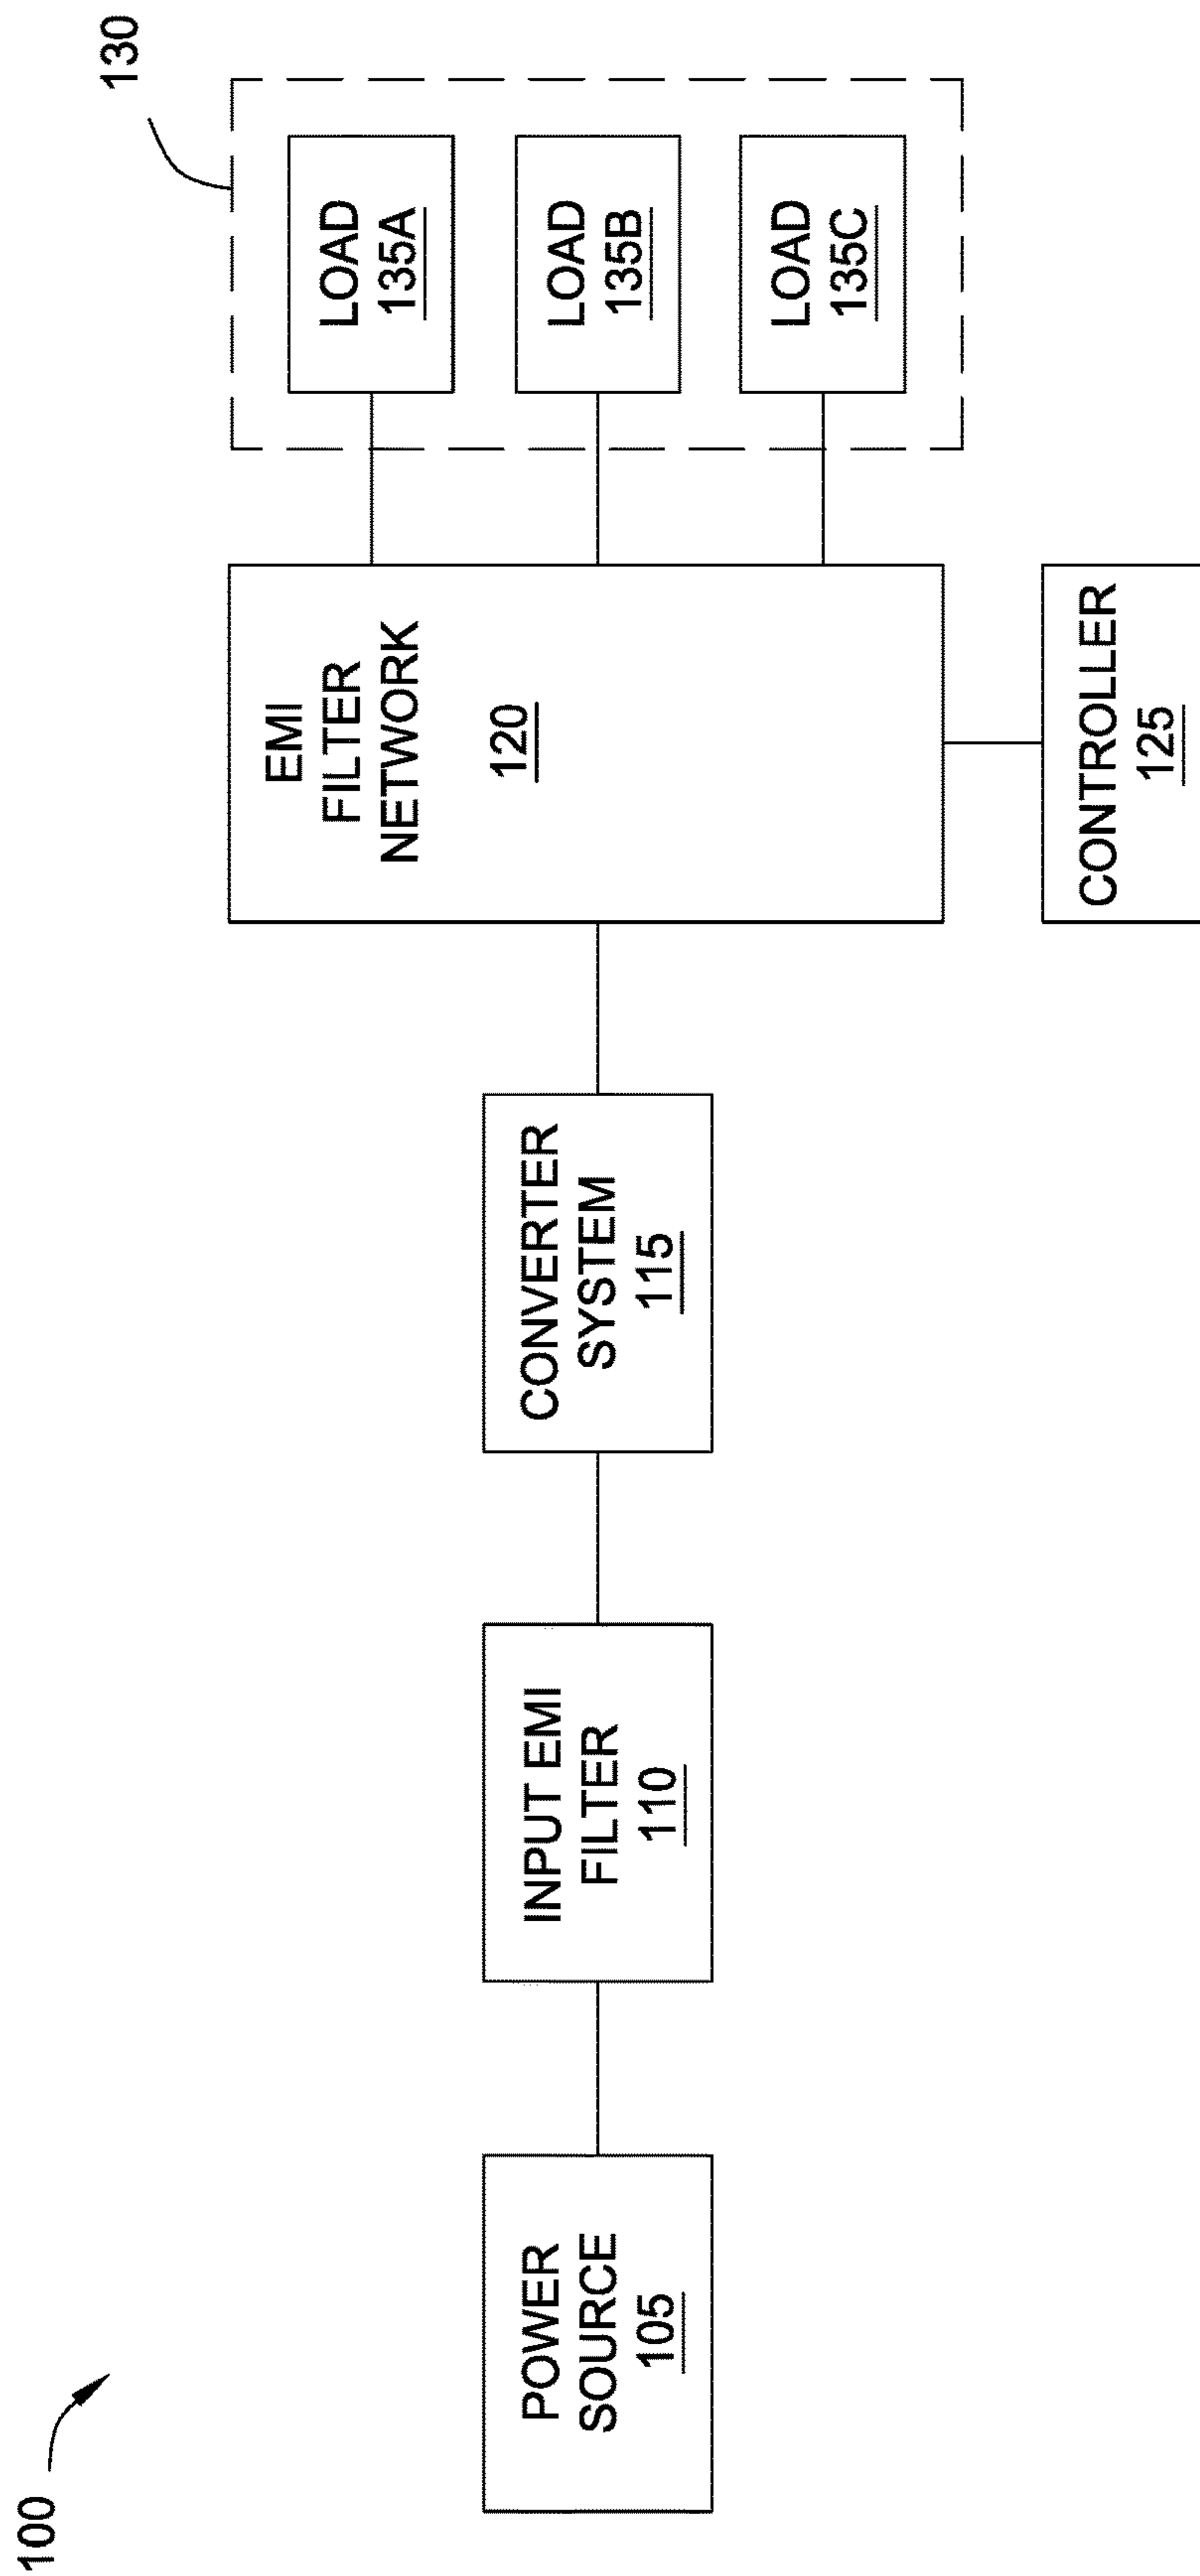 100
POWER
SOURCE
105
INPUT EMI
FILTER
110
CONVERTER
SYSTEM
115
EMI
FILTER
NETWORK
120
CONTROLLER
125
130
LOAD
135A
LOAD
135B
LOAD
135C